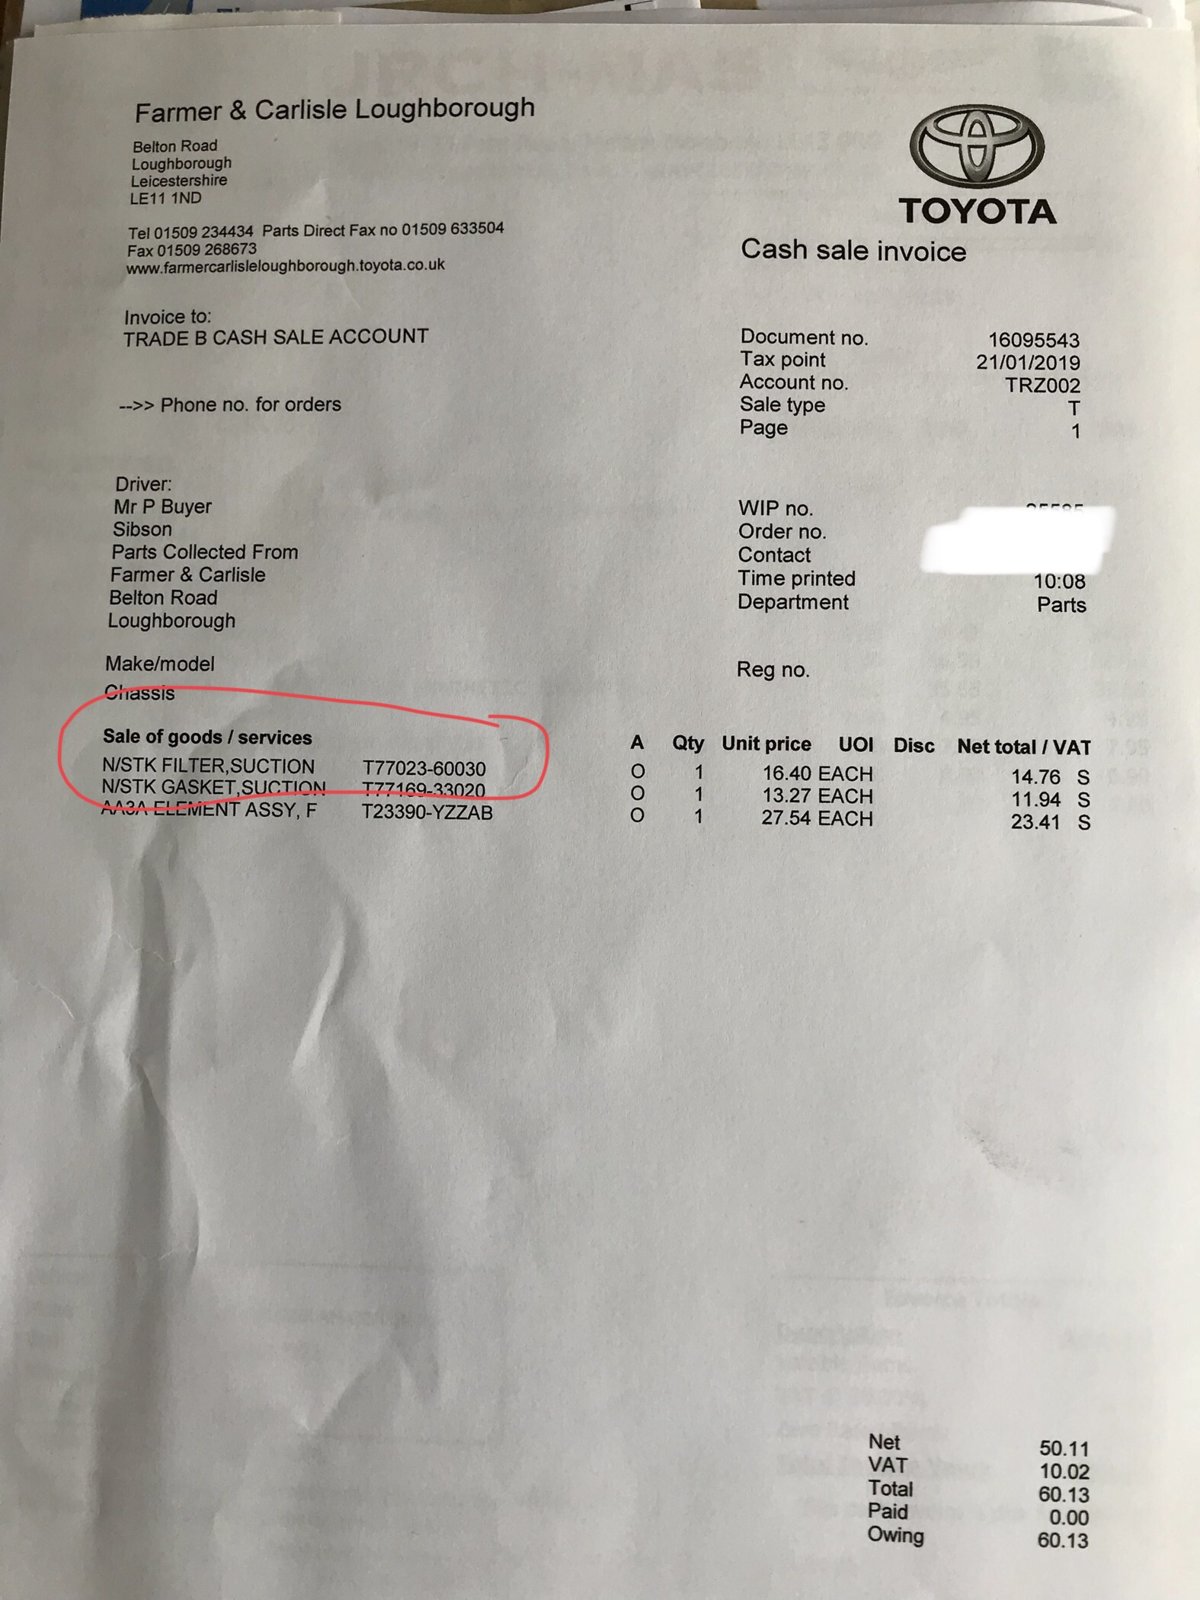 Farmer & Carlisle Loughborough
Belton Road
Loughborough
Leicestershire
LE11 1ND
Tel 01509 234434 Parts Direct Fax no 01509 633504
Fax 01509 268673
www.farmercarlisleloughborough.toyota.co.uk
TOYOTA
Cash sale invoice
Invoice to:
TRADE B CASH SALE ACCOUNT
-->> Phone no. for orders
Document no. 16095543
Tax point 21/01/2019
Account no. TRZ002
Sale type T
Page 1
Driver:
Mr P Buyer
Sibson
Parts Collected From
Farmer & Carlisle
Belton Road
Loughborough
WIP no.
Order no.
Contact
Time printed 10:08
Department Parts
Make/model
Chassis
Reg no.
Sale of goods / services A Qty Unit price UOI Disc Net total / VAT
N/STK FILTER,SUCTION T77023-60030 O 1 16.40 EACH 14.76 S
N/STK GASKET,SUCTION T77169-33020 O 1 13.27 EACH 11.94 S
AA3A ELEMENT ASSY, F T23390-YZZAB O 1 27.54 EACH 23.41 S
Net 50.11
VAT 10.02
Total 60.13
Paid 0.00
Owing 60.13